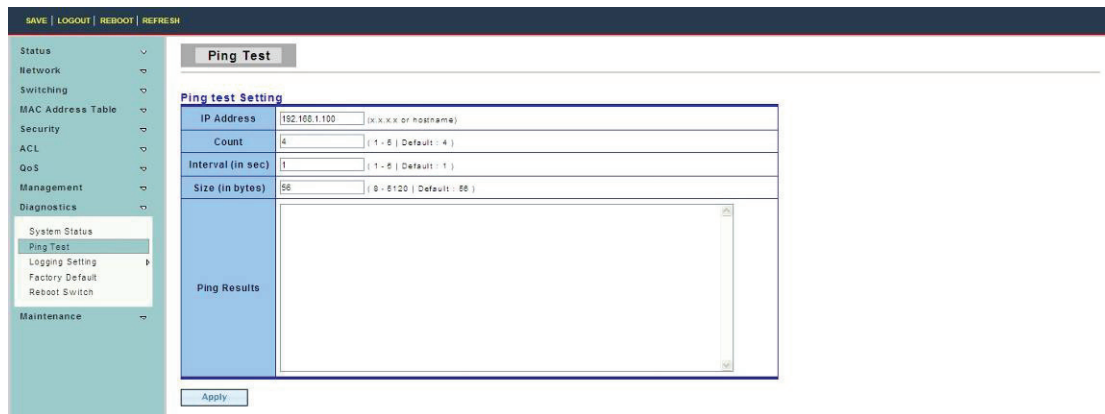 SAVE | LOGOUT | REBOOT | REFRESH
Status
Network
Switching
MAC Address Table
Security
ACL
QoS
Management
Diagnostics
System Status
Ping Test
Logging Setting
Factory Default
Reboot Switch
Maintenance
Ping Test
Ping test Setting
IP Address 192.168.1.100 (x.x.x.x or hostname)
Count 4 ( 1 - 5 | Default : 4 )
Interval (in sec) 1 ( 1 - 5 | Default : 1 )
Size (in bytes) 56 ( 8 - 5120 | Default : 56 )
Ping Results
Apply